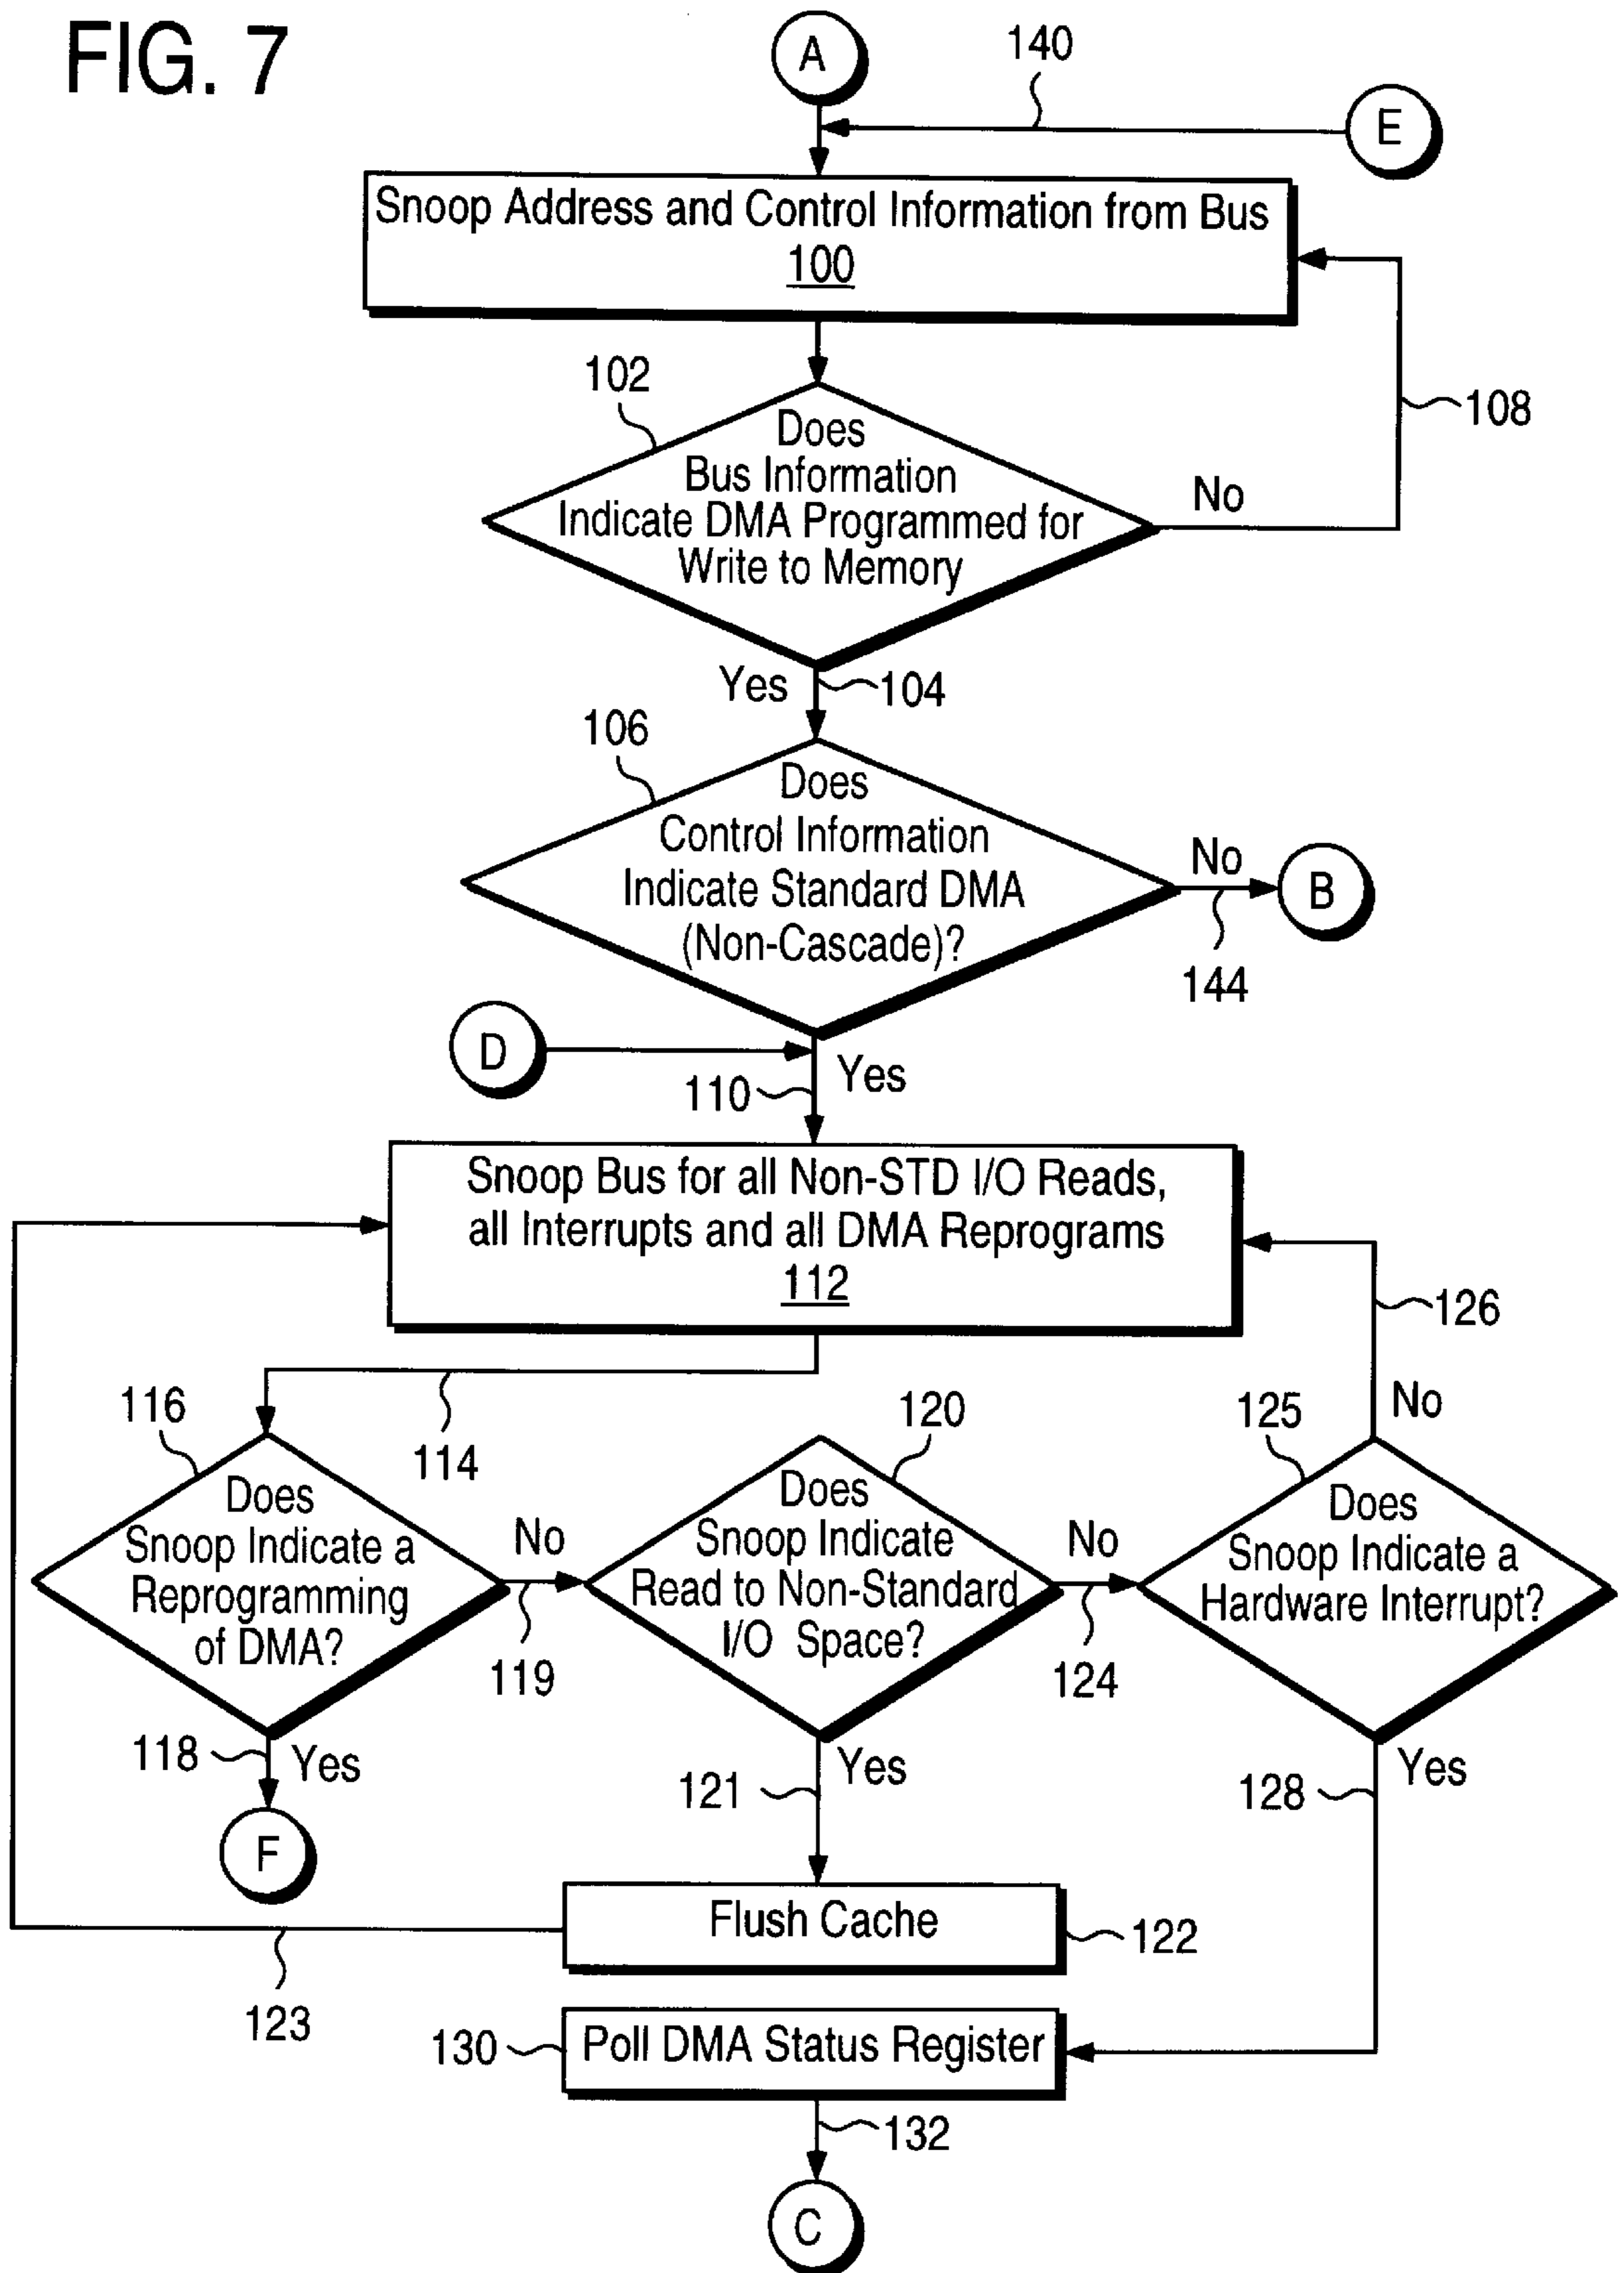 FIG. 7
A
140
E
Snoop Address and Control Information from Bus
100
102
Does
Bus Information
Indicate DMA Programmed for
Write to Memory
No
108
Yes
104
106
Does
Control Information
Indicate Standard DMA
(Non-Cascade)?
No
B
144
D
110
Yes
Snoop Bus for all Non-STD I/O Reads,
all Interrupts and all DMA Reprograms
112
126
114
116
Does
Snoop Indicate a
Reprogramming
of DMA?
No
119
118
Yes
F
120
Does
Snoop Indicate
Read to Non-Standard
I/O Space?
No
124
121
Yes
125
No
Does
Snoop Indicate a
Hardware Interrupt?
128
Yes
Flush Cache
122
123
130
Poll DMA Status Register
132
C